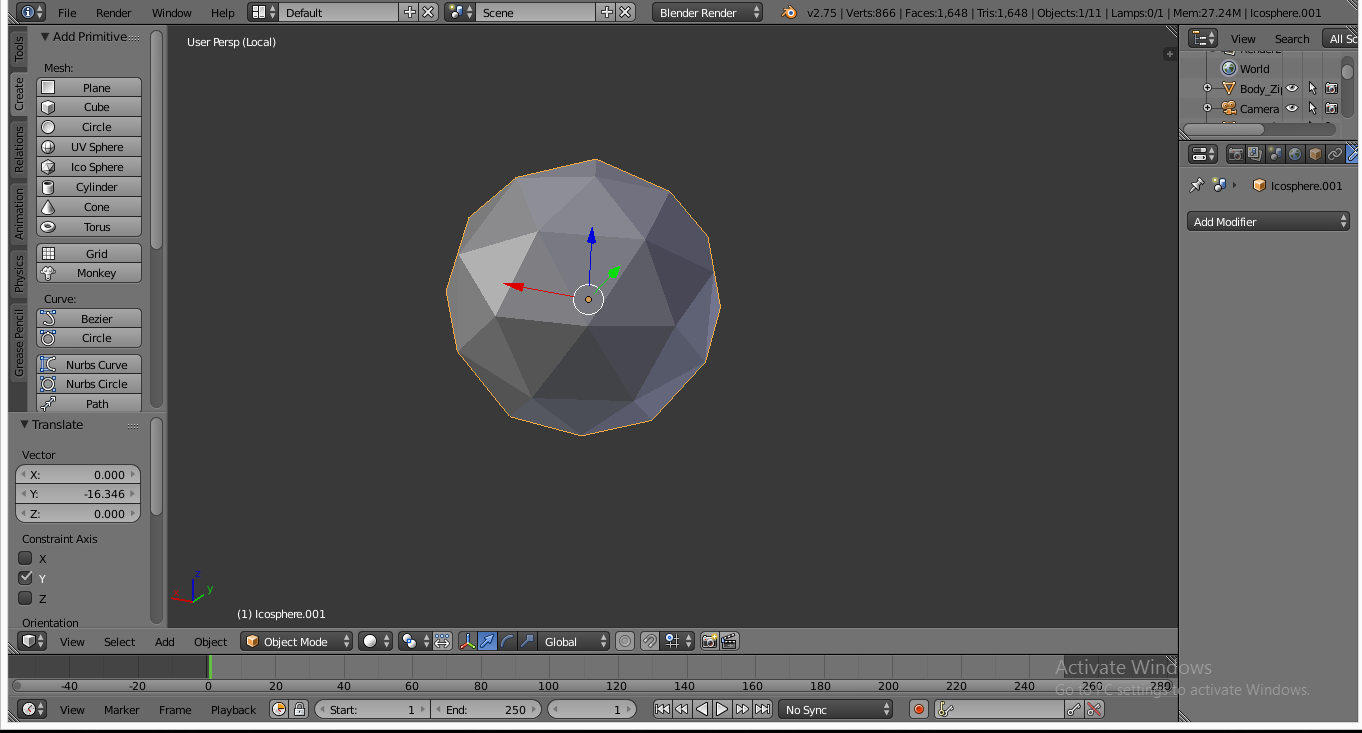 File Render Window Help Default Scene Blender Render v2.75 | Verts:866 | Faces:1,648 | Tris:1,648 | Objects:1/11 | Lamps:0/1 | Mem:27.24M | Icosphere.001
Tools
Create
Relations
Animation
Physics
Grease Pencil
Add Primitive
Mesh:
Plane
Cube
Circle
UV Sphere
Ico Sphere
Cylinder
Cone
Torus
Grid
Monkey
Curve:
Bezier
Circle
Nurbs Curve
Nurbs Circle
Path
Translate
Vector
X: 0.000
Y: -16.346
Z: 0.000
Constraint Axis
X
Y
Z
Orientation
User Persp (Local)
z
y
x
(1) Icosphere.001
View Select Add Object Object Mode Global
-40 -20 0 20 40 60 80 100 120 140 160 180 200 220 240 260 280
View Marker Frame Playback Start: 1 End: 250 1 No Sync
View Search All Sc
World
Body_Zi
Camera
Icosphere.001
Add Modifier
Activate Windows
Go to PC settings to activate Windows.